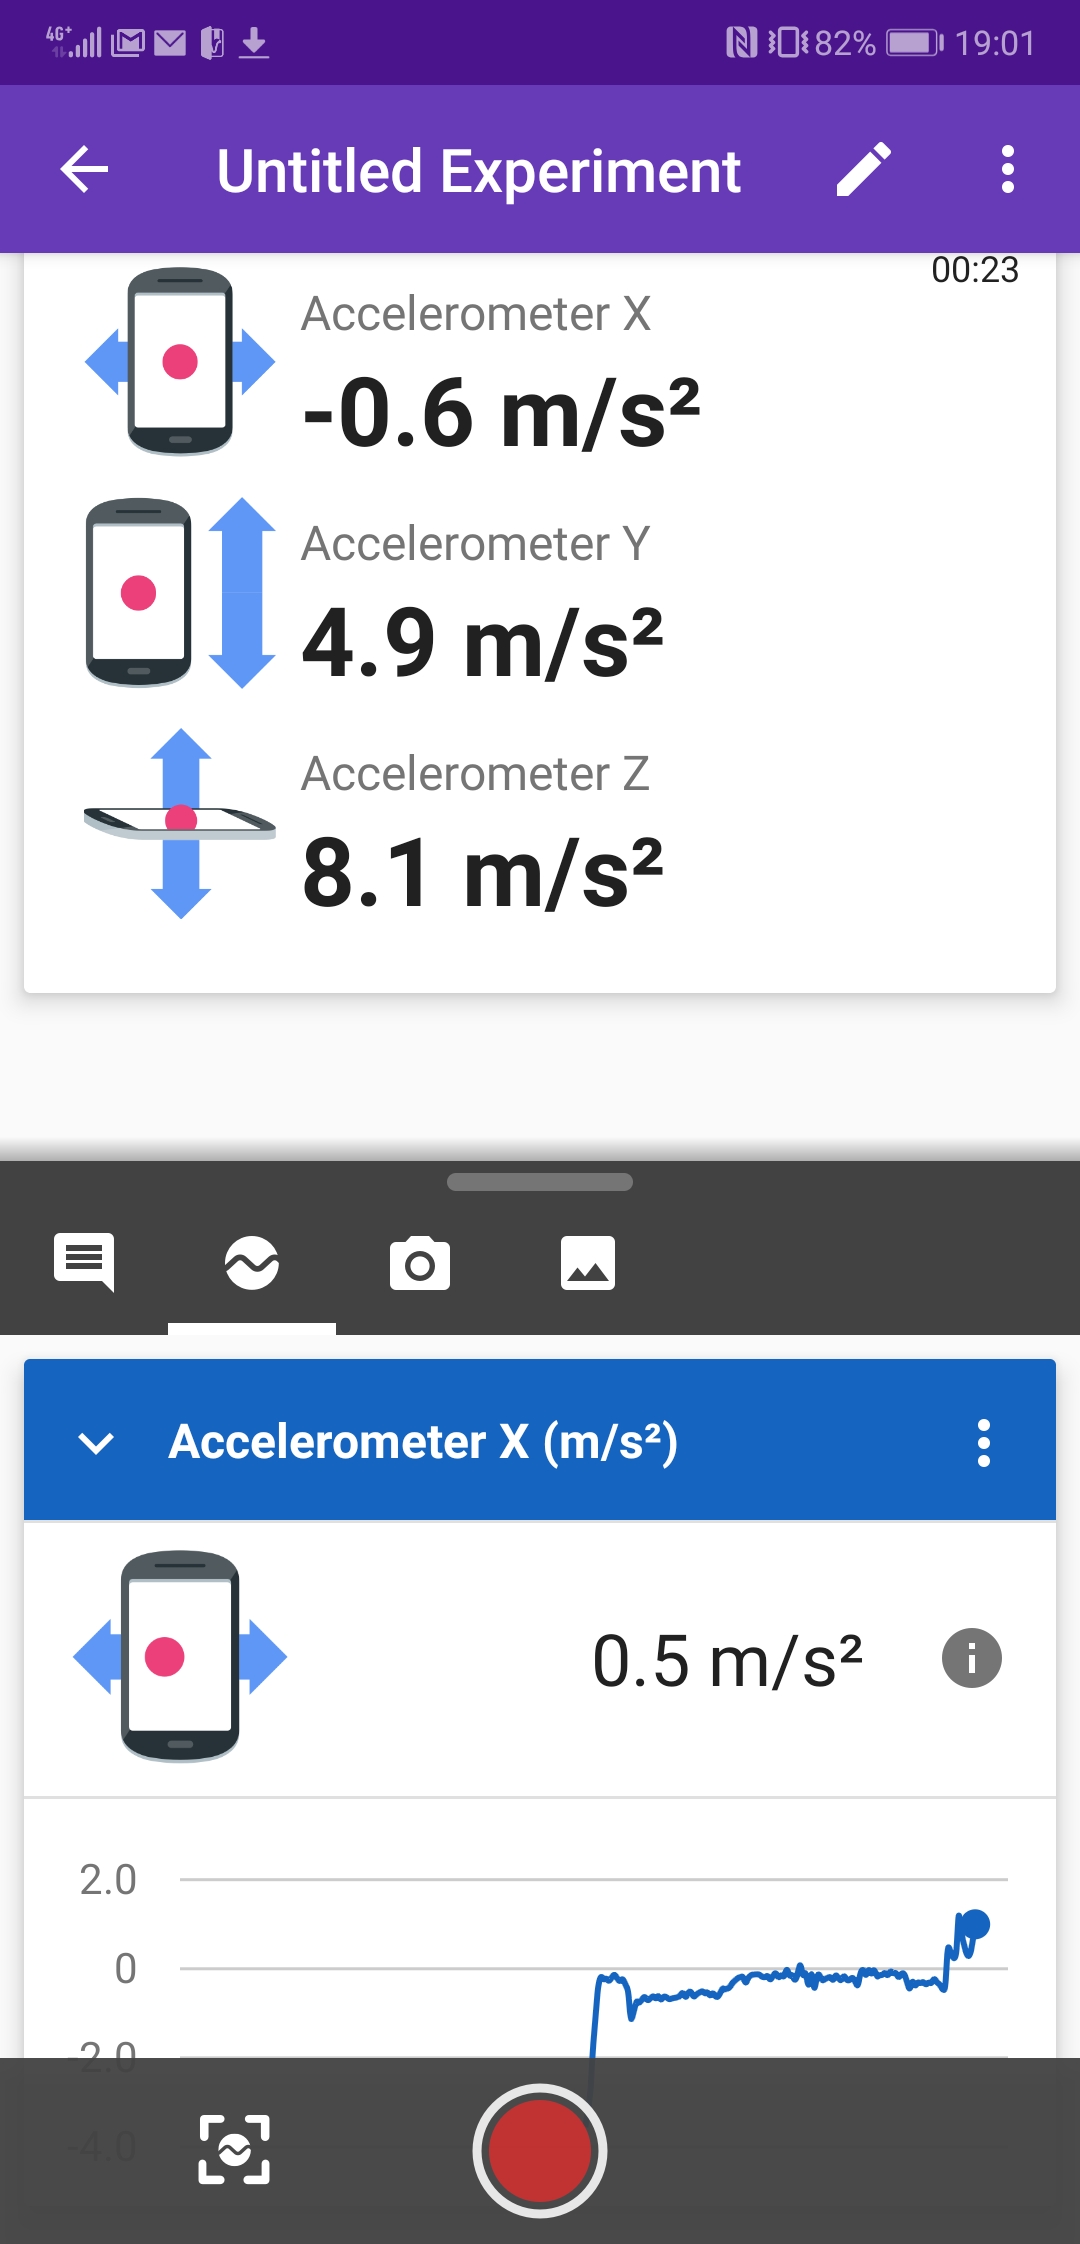 4G+ 82% 19:01
Untitled Experiment
00:23
Accelerometer X
-0.6 m/s²
Accelerometer Y
4.9 m/s²
Accelerometer Z
8.1 m/s²
Accelerometer X (m/s²)
0.5 m/s²
2.0
0
-2.0
-4.0